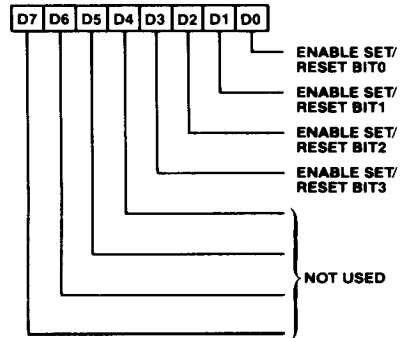 D7 D6 D5 D4 D3 D2 D1 D0
ENABLE SET/
RESET BIT0
ENABLE SET/
RESET BIT1
ENABLE SET/
RESET BIT2
ENABLE SET/
RESET BIT3
NOT USED